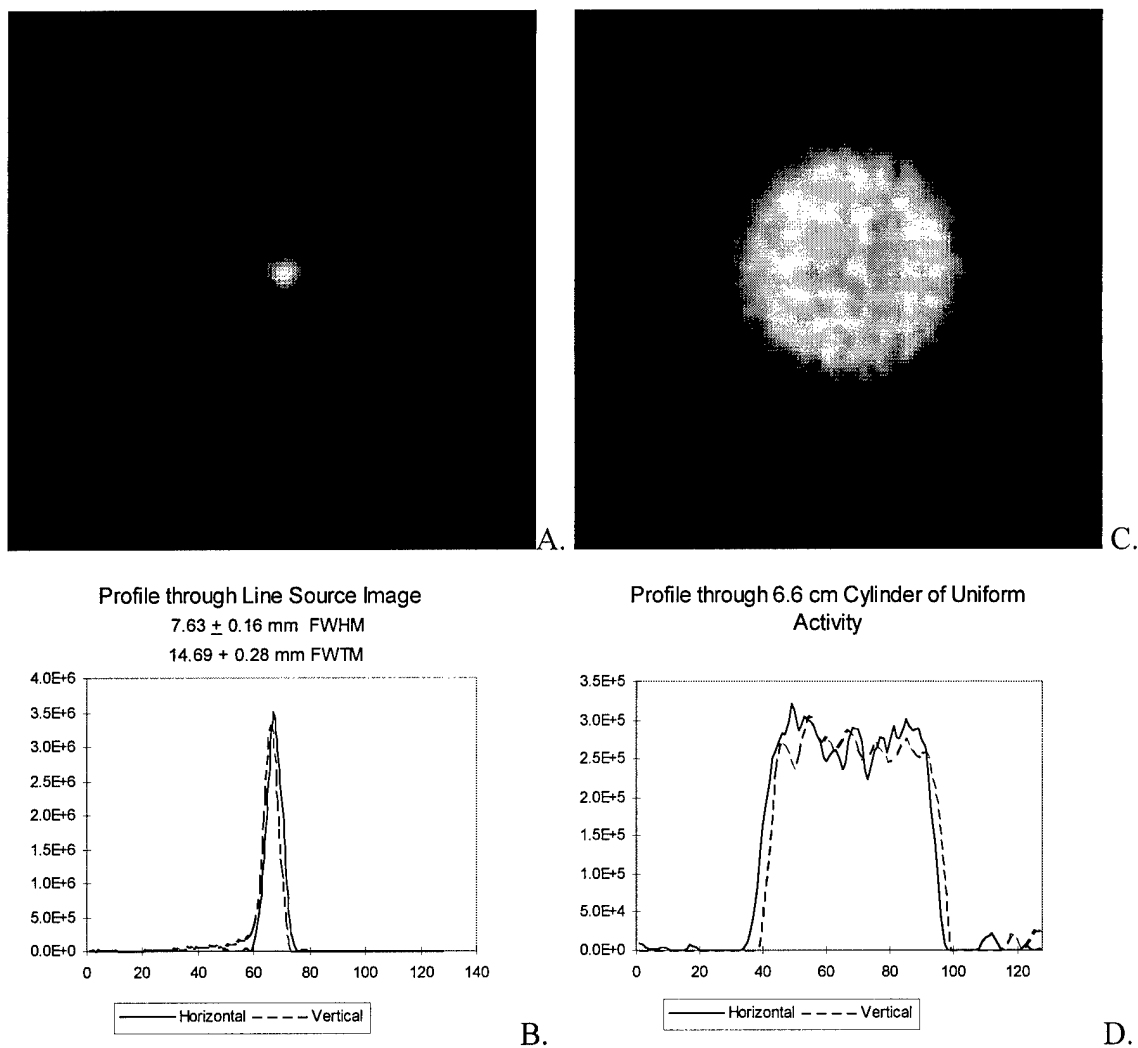 A.
C.
Profile through Line Source Image
7.63 ± 0.16 mm FWHM
14.69 + 0.28 mm FWTM
4.0E+6
3.5E+6
3.0E+6
2.5E+6
2.0E+6
1.5E+6
1.0E+6
5.0E+5
0.0E+0
0 20 40 60 80 100 120 140
Horizontal Vertical
B.
Profile through 6.6 cm Cylinder of Uniform
Activity
3.5E+5
3.0E+5
2.5E+5
2.0E+5
1.5E+5
1.0E+5
5.0E+4
0.0E+0
0 20 40 60 80 100 120
Horizontal Vertical
D.